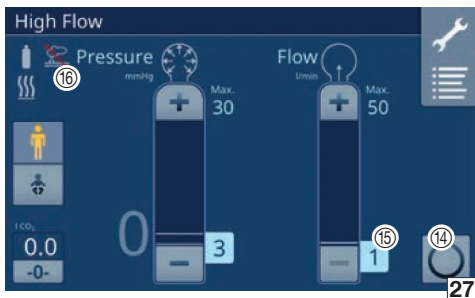 High Flow
⑯ Pressure
mmHg
Flow
l/min
Max.
30
Max.
50
l CO₂
0.0
-0-
0
3
⑮
1
⑭
27